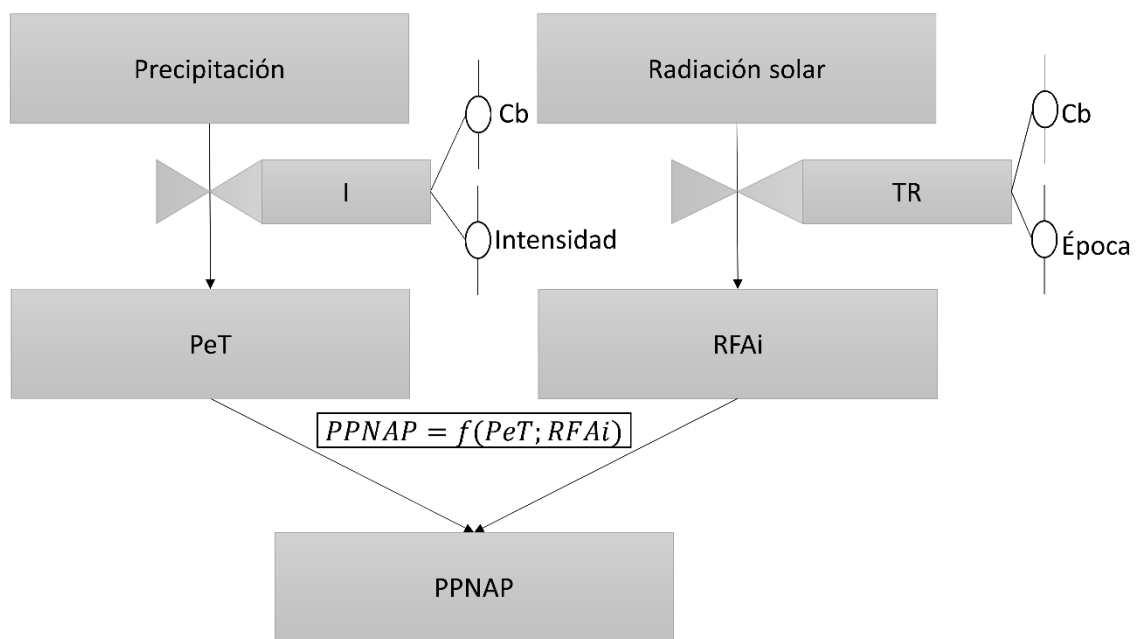 Precipitación
Radiación solar
Cb
Cb
I
TR
Intensidad
Época
PeT
RFAi
PPNAP = f(PeT; RFAi)
PPNAP